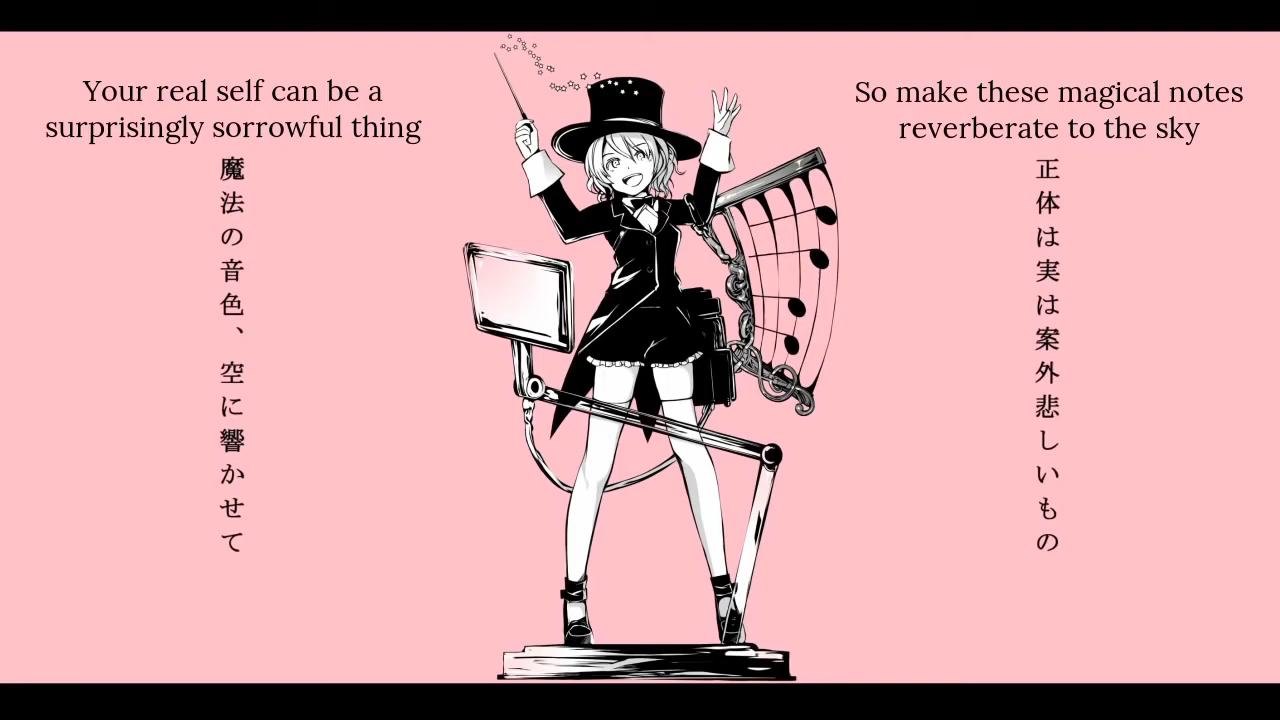 Your real self can be a
surprisingly sorrowful thing
魔法の音色、空に響かせて
So make these magical notes
reverberate to the sky
正体は実は案外悲しいもの